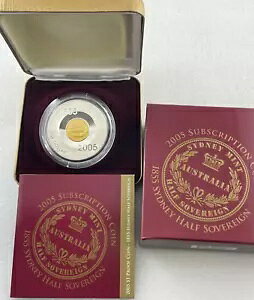 2005
2005 SUBSCRIPTION COIN
SYDNEY MINT
AUSTRALIA
HALF SOVEREIGN
1855 SYDNEY HALF SOVEREIGN
2005 SUBSCRIPTION COIN
SYDNEY MINT
AUSTRALIA
HALF SOVEREIGN
1855 SYDNEY HALF SOVEREIGN